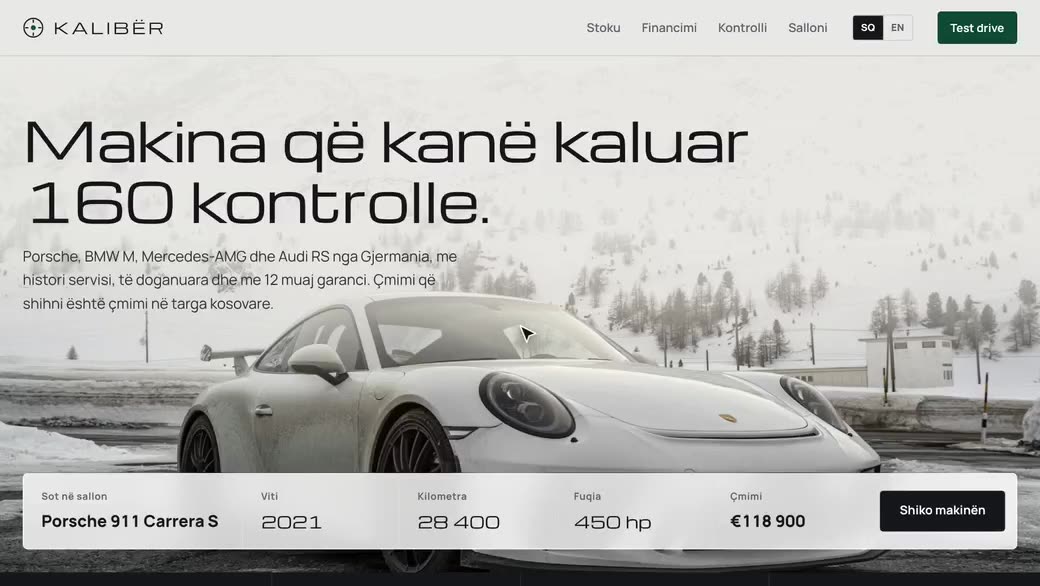 KALIBËR
Stoku Financimi Kontrolli Salloni SQ EN Test drive
Makina që kanë kaluar
160 kontrolle.
Porsche, BMW M, Mercedes-AMG dhe Audi RS nga Gjermania, me
histori servisi, të doganuara dhe me 12 muaj garanci. Çmimi që
shihni është çmimi në targa kosovare.
Sot në sallon Viti Kilometra Fuqia Çmimi
Porsche 911 Carrera S 2021 28 400 450 hp €118 900
Shiko makinën